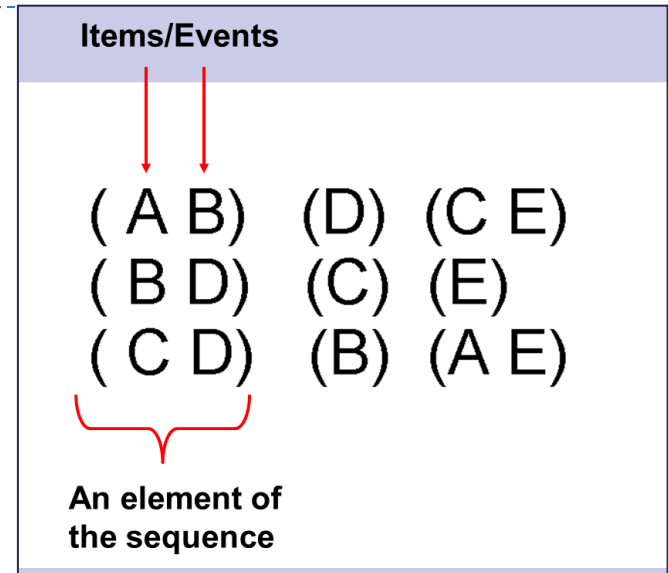 Items/Events
( A B) (D) (C E)
( B D) (C) (E)
( C D) (B) (A E)
An element of
the sequence